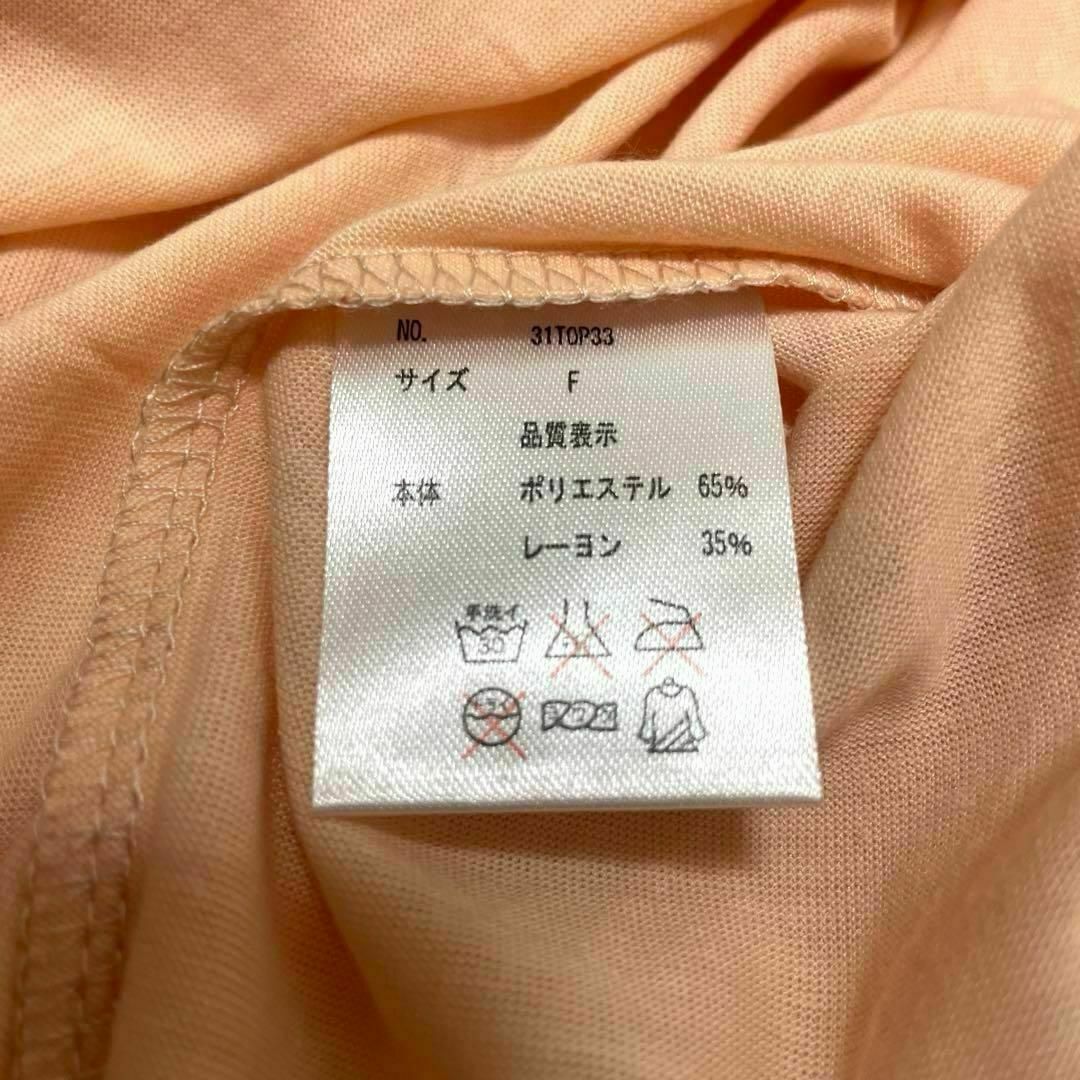 NO. 31TOP33
サイズ F
品質表示
本体 ポリエステル 65%
レーヨン 35%
手洗イ
30